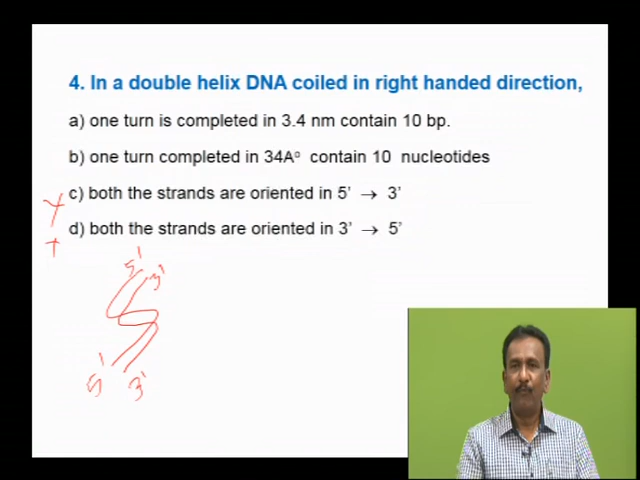 4. In a double helix DNA coiled in right handed direction,
a) one turn is completed in 3.4 nm contain 10 bp.
b) one turn completed in 34A° contain 10 nucleotides
c) both the strands are oriented in 5' → 3'
d) both the strands are oriented in 3' → 5'
5' 3'
5' 3'